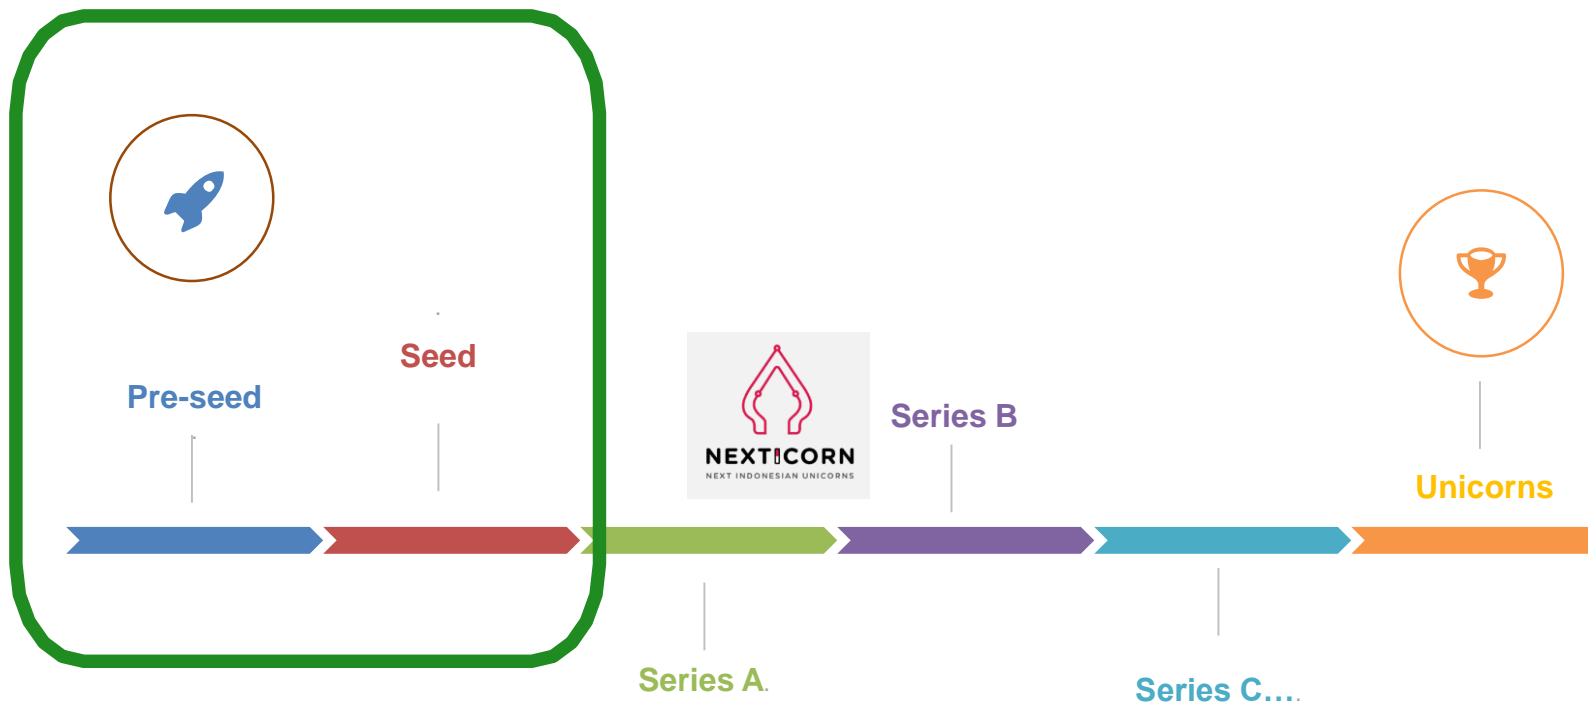 Seed
Pre-seed
Series B
NEXTICORN
NEXT INDONESIAN UNICORNS
Unicorns
Series A.
Series C....